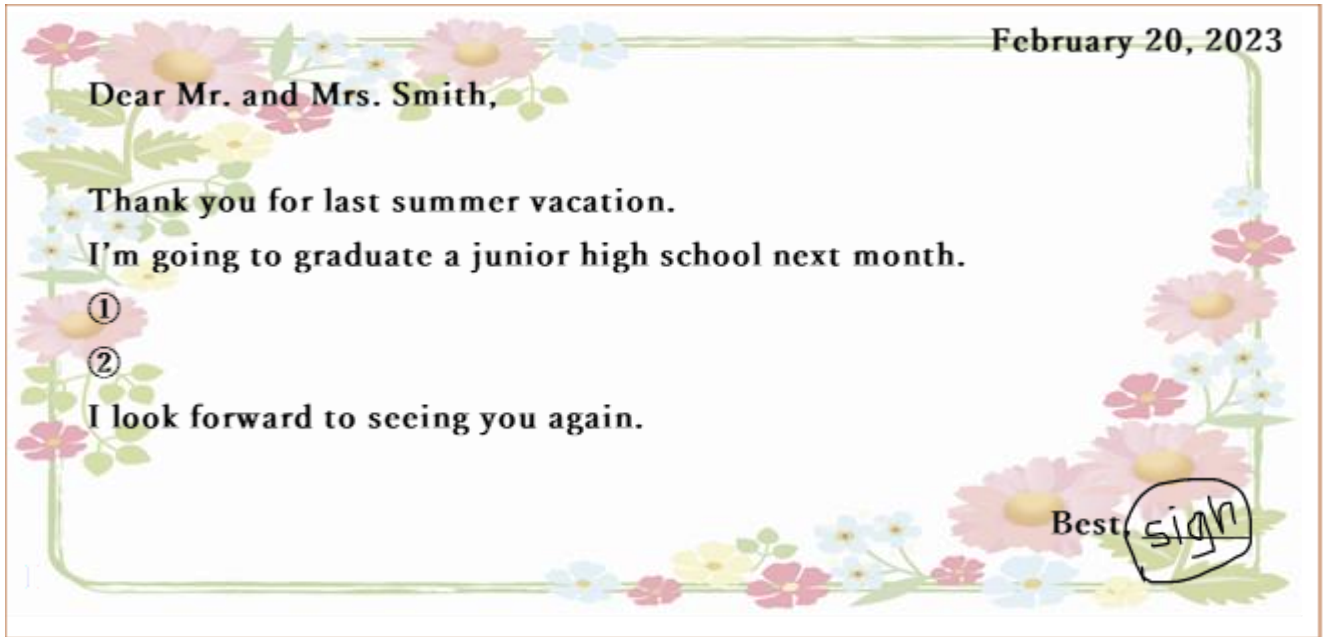 February 20, 2023
Dear Mr. and Mrs. Smith,
Thank you for last summer vacation.
I'm going to graduate a junior high school next month.
①
②
I look forward to seeing you again.
Best, sigh